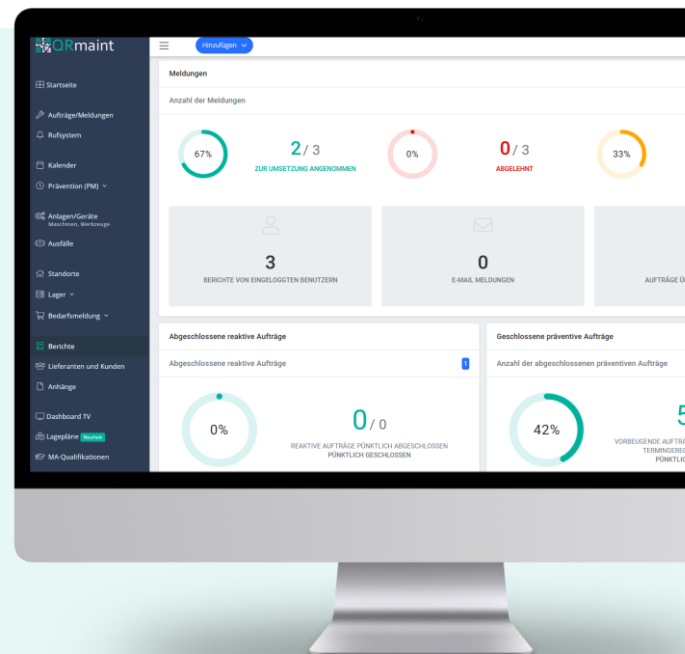 QRmaint
Hinzufügen
Startseite
Aufträge/Meldungen
Rufsystem
Kalender
Prävention (PM)
Anlagen/Geräte
Maschinen, Werkzeuge
Ausfälle
Standorte
Lager
Bedarfsmeldung
Berichte
Lieferanten und Kunden
Anhänge
Dashboard TV
Lagepläne Neuheit
MA-Qualifikationen
Meldungen
Anzahl der Meldungen
67%
2 / 3
ZUR UMSETZUNG ANGENOMMEN
0%
0 / 3
ABGELEHNT
33%
3
BERICHTE VON EINGELOGGTEN BENUTZERN
0
E-MAIL MELDUNGEN
AUFTRÄGE
Abgeschlossene reaktive Aufträge
Abgeschlossene reaktive Aufträge
1
0%
0 / 0
REAKTIVE AUFTRÄGE PÜNKTLICH ABGESCHLOSSEN
PÜNKTLICH GESCHLOSSEN
Geschlossene präventive Aufträge
Anzahl der abgeschlossenen präventiven Aufträge
42%
5
VORBEUGENDE